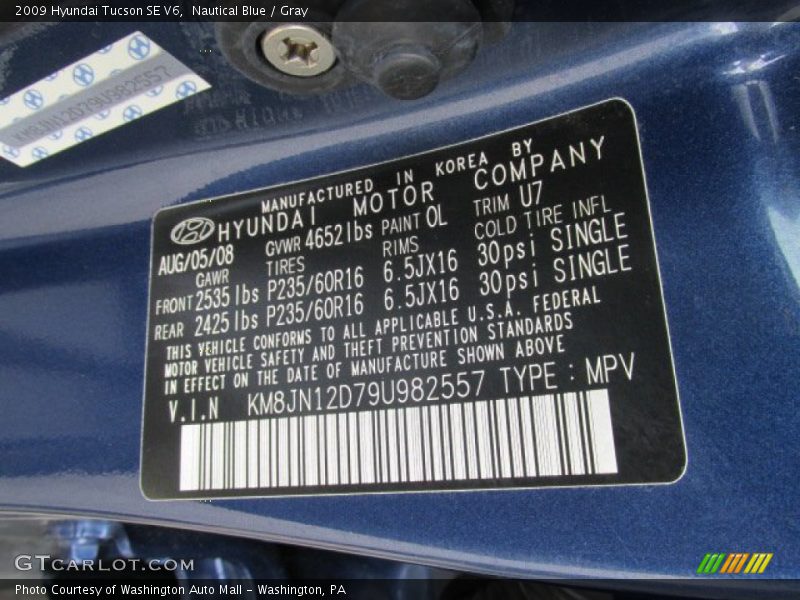 2009 Hyundai Tucson SE V6,  Nautical Blue / Gray
KM8JN12D79U982557
MANUFACTURED IN KOREA BY
HYUNDAI MOTOR COMPANY
AUG/05/08 GVWR 4652 lbs PAINT 0L TRIM U7
GAWR TIRES RIMS COLD TIRE INFL
FRONT 2535 lbs P235/60R16 6.5JX16 30psi SINGLE
REAR 2425 lbs P235/60R16 6.5JX16 30psi SINGLE
THIS VEHICLE CONFORMS TO ALL APPLICABLE U.S.A. FEDERAL
MOTOR VEHICLE SAFETY AND THEFT PREVENTION STANDARDS
IN EFFECT ON THE DATE OF MANUFACTURE SHOWN ABOVE
V.I.N KM8JN12D79U982557 TYPE : MPV
GTCARLOT.COM
Photo Courtesy of Washington Auto Mall – Washington, PA